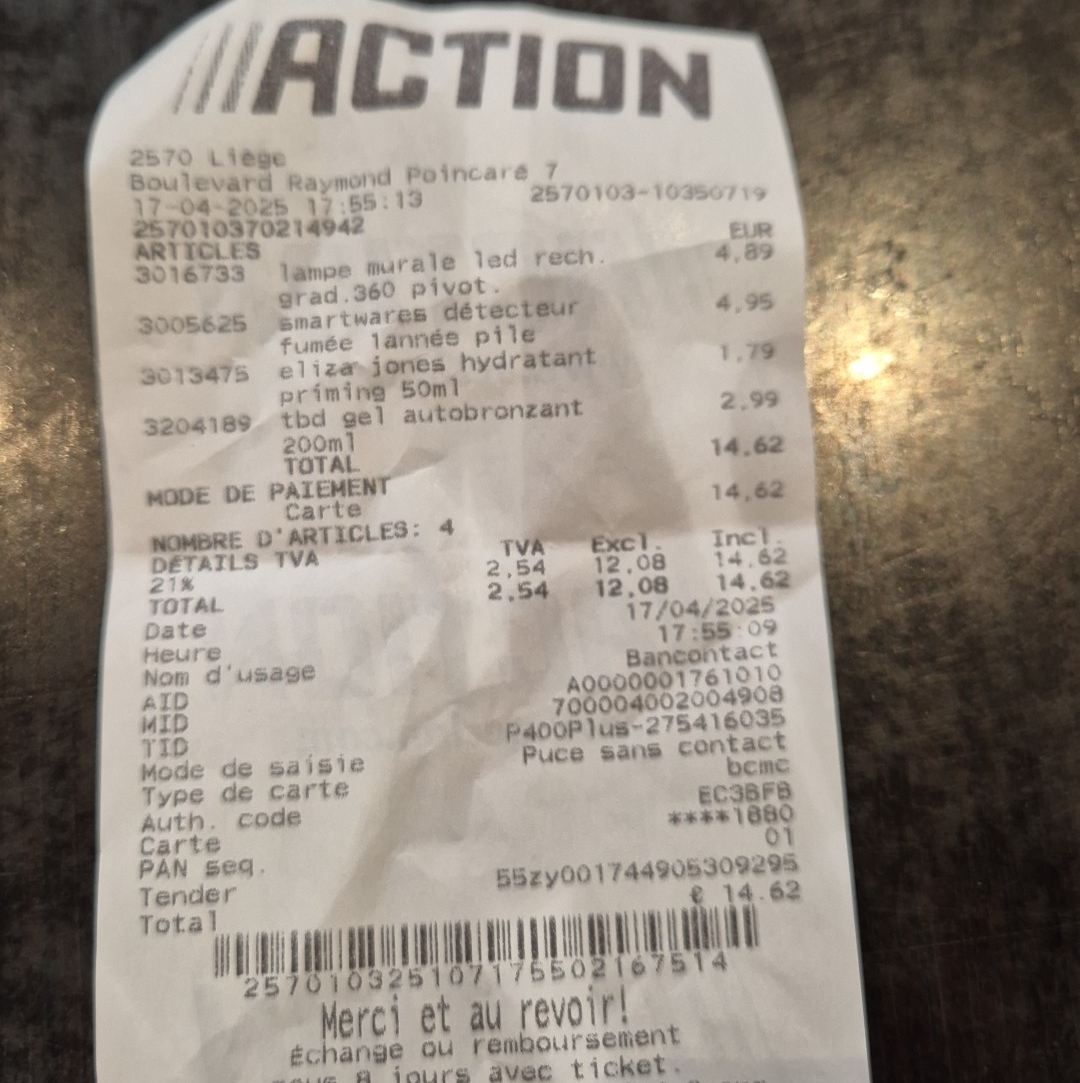 ACTION
2570 Liège
Boulevard Raymond Poincaré 7
17-04-2025 17:55:13 2570103-10350719
257010370214942 EUR
ARTICLES
3016733 lampe murale led rech. 4,89
grad.360 pivot.
3005625 smartwares détecteur 4,95
fumée 1années pile
3013475 eliza jones hydratant 1,79
priming 50ml
3204189 tbd gel autobronzant 2,99
200ml
TOTAL 14,62
MODE DE PAIEMENT
Carte 14,62
NOMBRE D'ARTICLES: 4
DÉTAILS TVA TVA Excl. Incl.
21% 2,54 12,08 14,62
TOTAL 2,54 12,08 14,62
Date 17/04/2025
Heure 17:55:09
Nom d'usage Bancontact
AID A0000001761010
MID 700004002004908
TID P400Plus-275416035
Mode de saisie Puce sans contact
Type de carte bcmc
Auth. code EC3BFB
Carte ****1880
PAN seq. 01
Tender 55zy001744905309295
Total € 14.62
2570103251071755021675​14
Merci et au revoir!
Échange ou remboursement
8 jours avec ticket.